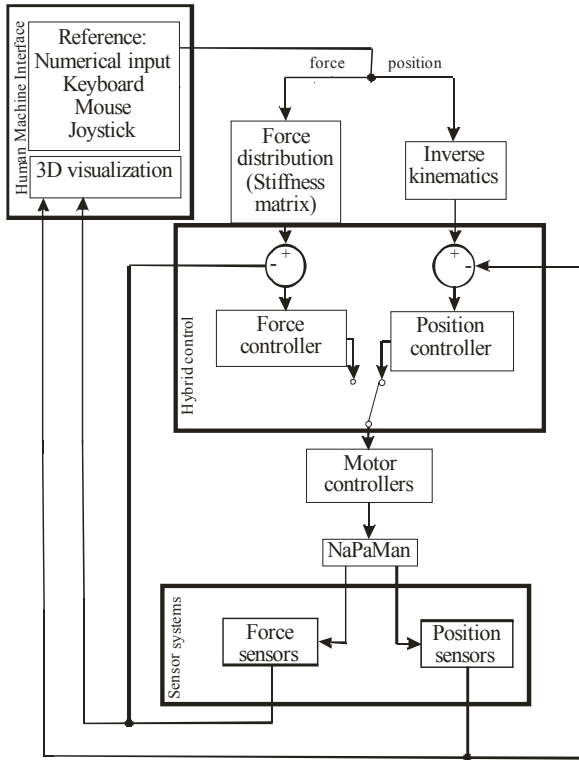 Human Machine Interface
Reference:
Numerical input
Keyboard
Mouse
Joystick
3D visualization
force
position
Force
distribution
(Stiffness
matrix)
Inverse
kinematics
Hybrid control
+
-
+
-
Force
controller
Position
controller
Motor
controllers
NaPaMan
Sensor systems
Force
sensors
Position
sensors